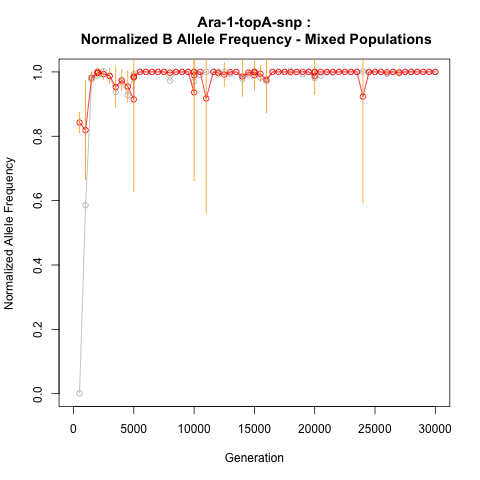 Ara-1-topA-snp :
Normalized B Allele Frequency - Mixed Populations
Normalized Allele Frequency
1.0
0.8
0.6
0.4
0.2
0.0
0 5000 10000 15000 20000 25000 30000
Generation